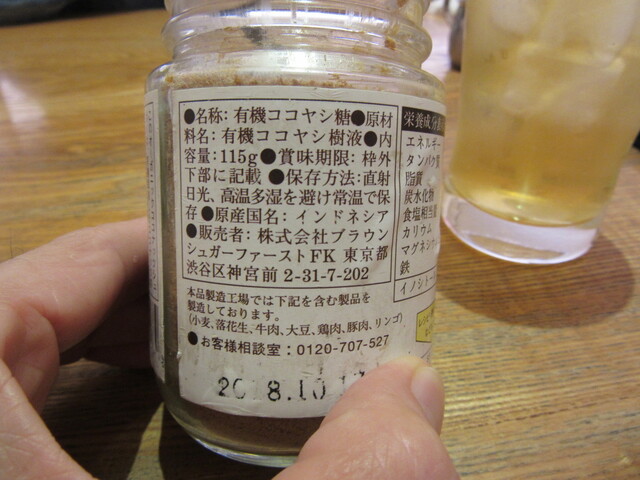 ●名称: 有機ココヤシ糖●原材
料名: 有機ココヤシ樹液●内
容量: 115g●賞味期限: 枠外
下部に記載 ●保存方法: 直射
日光、高温多湿を避け常温で保
存●原産国名: インドネシア
●販売者: 株式会社ブラウン
シュガーファーストFK 東京都
渋谷区神宮前 2-31-7-202
本品製造工場では下記を含む製品を
製造しております。
(小麦、落花生、牛肉、大豆、鶏肉、豚肉、リンゴ)
●お客様相談室: 0120-707-527
2018.10
栄養成分表
エネルギー
タンパク質
脂質
炭水化物
食塩相当量
カリウム
マグネシウ
鉄
イノシトール